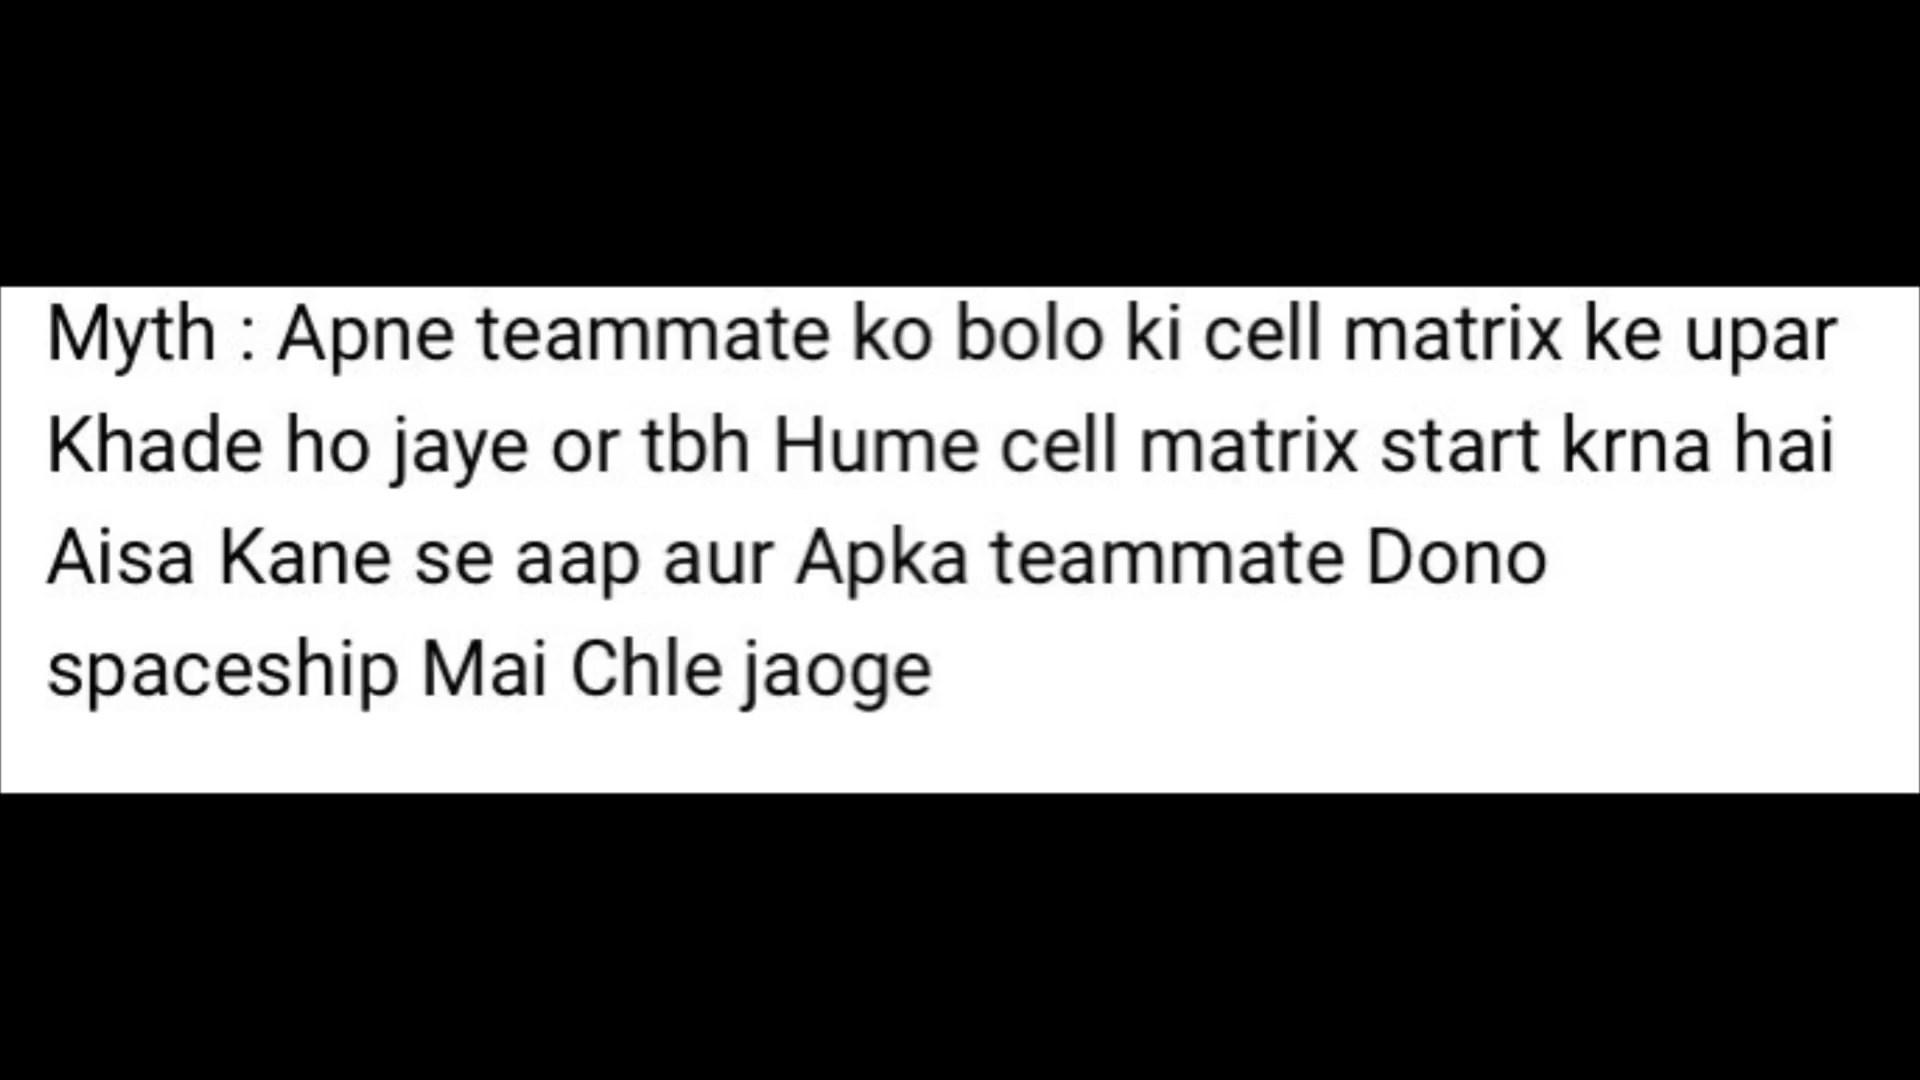 Myth : Apne teammate ko bolo ki cell matrix ke upar
Khade ho jaye or tbh Hume cell matrix start krna hai
Aisa Kane se aap aur Apka teammate Dono
spaceship Mai Chle jaoge